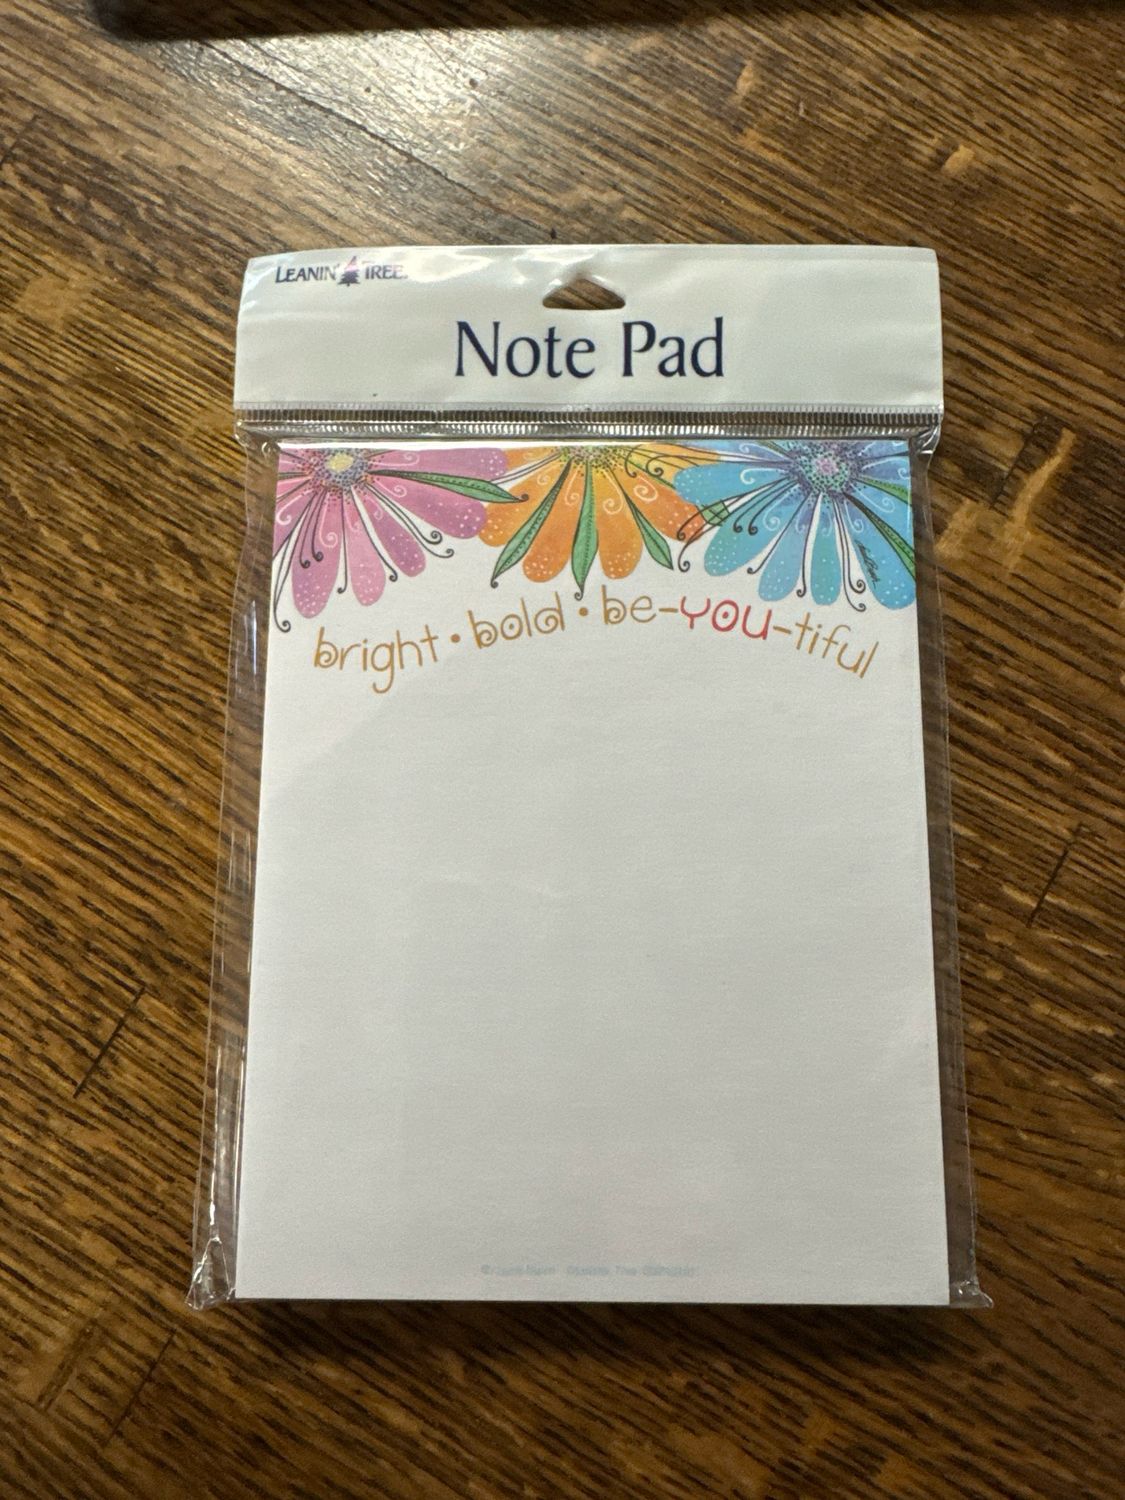 LEANIN' TREE
Note Pad
bright • bold • be-YOU-tiful